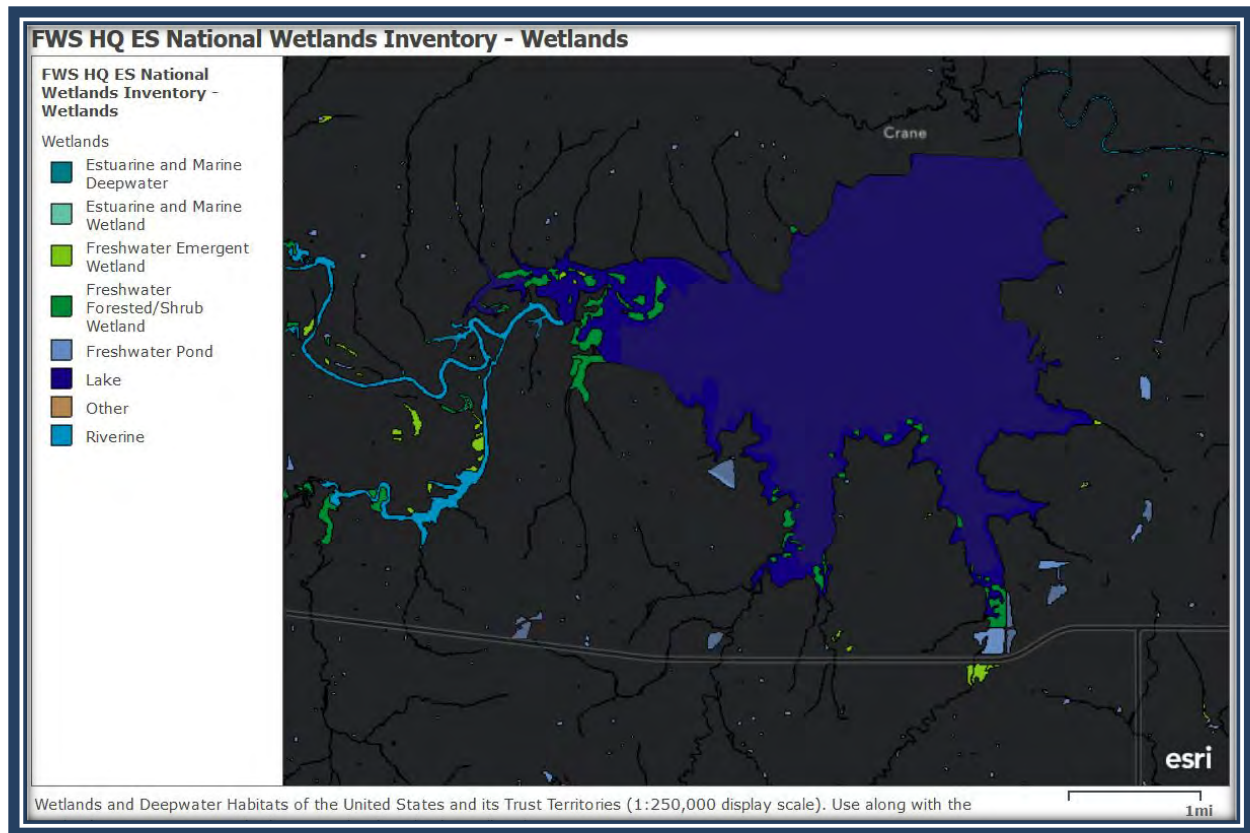 FWS HQ ES National Wetlands Inventory - Wetlands
FWS HQ ES National
Wetlands Inventory -
Wetlands
Wetlands
Estuarine and Marine
Deepwater
Estuarine and Marine
Wetland
Freshwater Emergent
Wetland
Freshwater
Forested/Shrub
Wetland
Freshwater Pond
Lake
Other
Riverine
Crane
esri
Wetlands and Deepwater Habitats of the United States and its Trust Territories (1:250,000 display scale). Use along with the
1mi